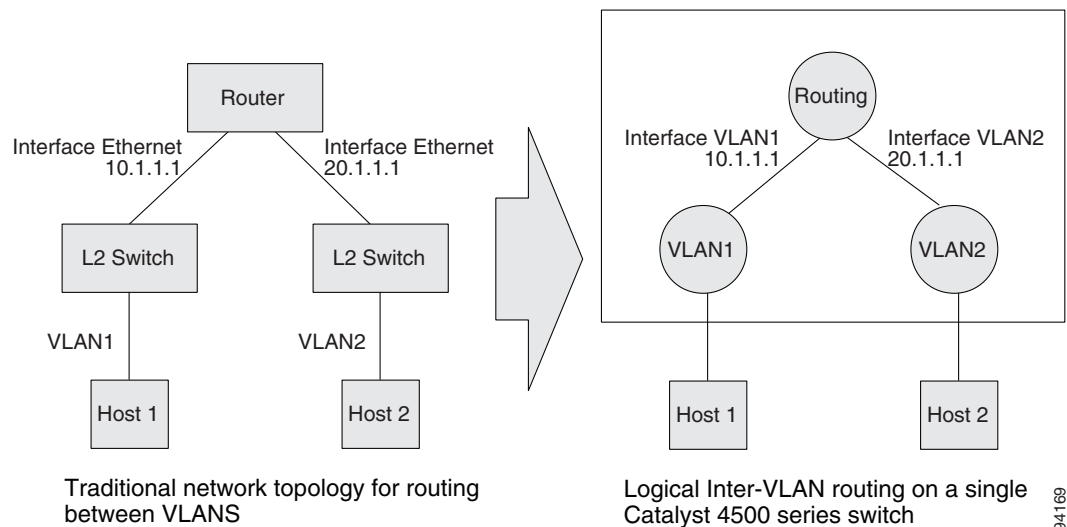 Router
Interface Ethernet
10.1.1.1
Interface Ethernet
20.1.1.1
L2 Switch
L2 Switch
VLAN1
VLAN2
Host 1
Host 2
Traditional network topology for routing
between VLANS
Routing
Interface VLAN1
10.1.1.1
Interface VLAN2
20.1.1.1
VLAN1
VLAN2
Host 1
Host 2
Logical Inter-VLAN routing on a single
Catalyst 4500 series switch
94169